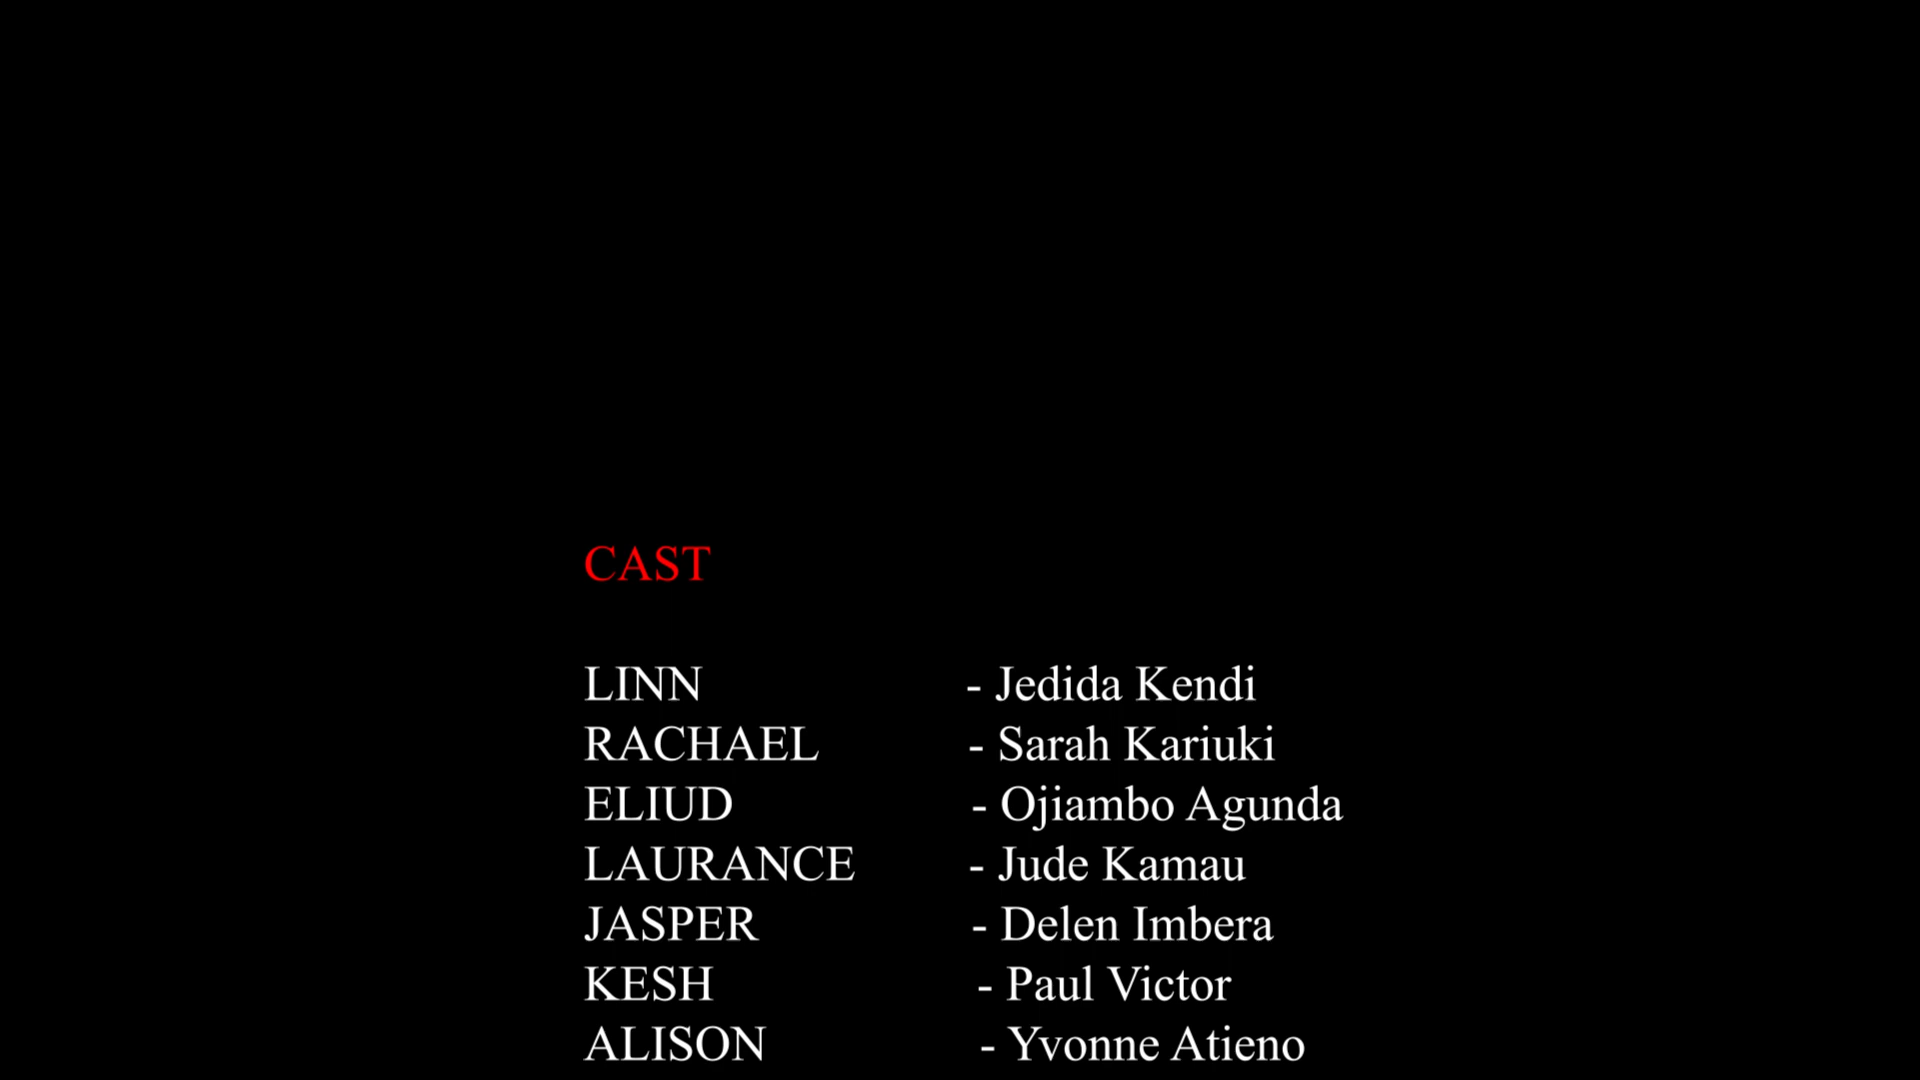 CAST
LINN - Jedida Kendi
RACHAEL - Sarah Kariuki
ELIUD - Ojiambo Agunda
LAURANCE - Jude Kamau
JASPER - Delen Imbera
KESH - Paul Victor
ALISON - Yvonne Atieno